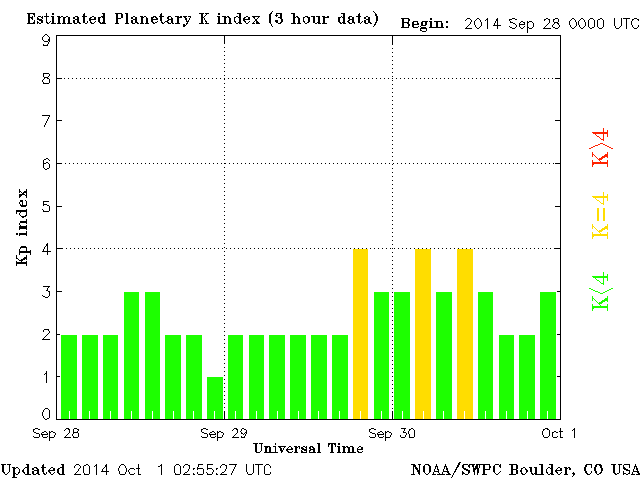 Estimated Planetary K index (3 hour data)
Begin: 2014 Sep 28 0000 UTC
9
8
7
6
5
4
3
2
1
0
Kp index
K>4
K=4
K<4
Sep 28
Sep 29
Sep 30
Oct 1
Universal Time
Updated 2014 Oct 1 02:55:27 UTC
NOAA/SWPC Boulder, CO USA